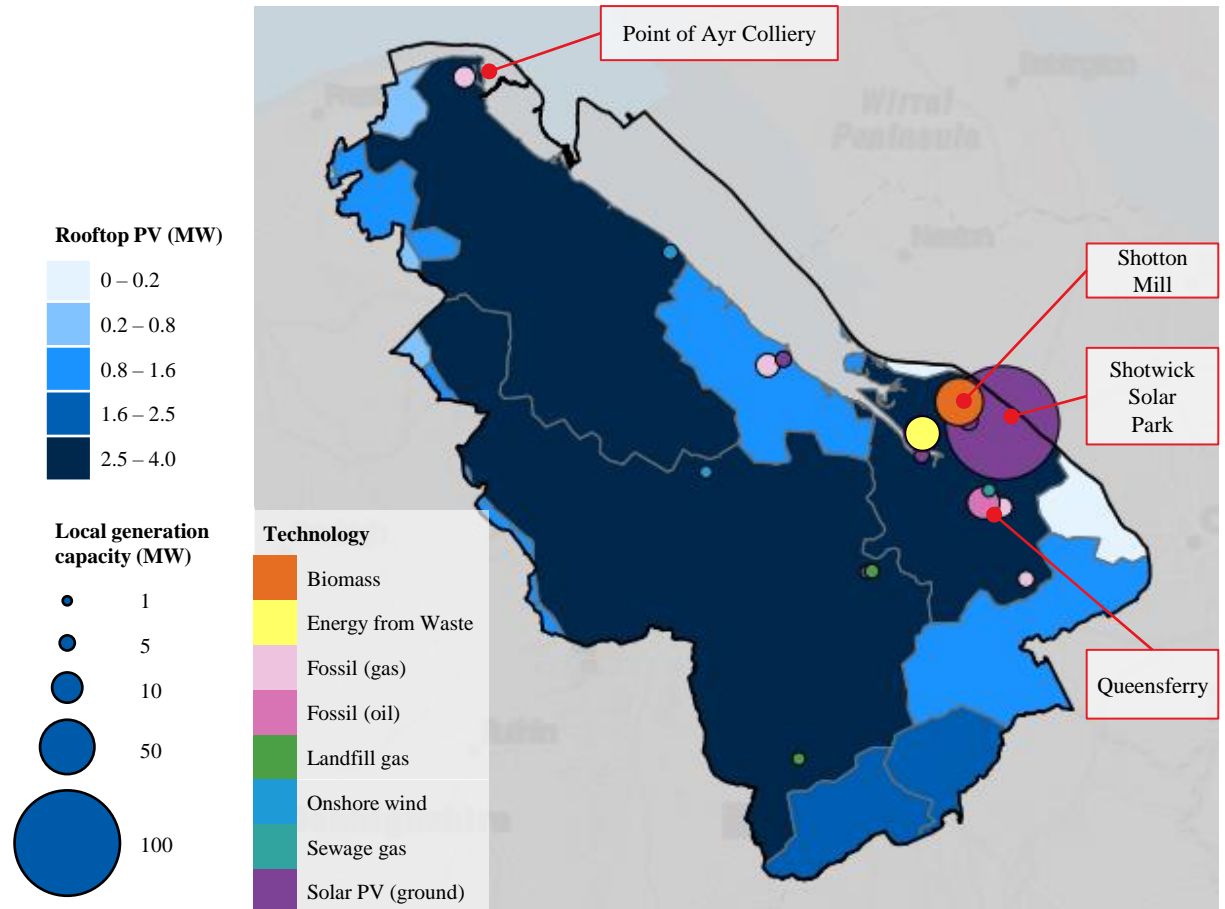 Point of Ayr Colliery
Wirral
Peninsula
Neston
Shotton
Mill
Shotwick
Solar
Park
Queensferry
Rooftop PV (MW)
0 – 0.2
0.2 – 0.8
0.8 – 1.6
1.6 – 2.5
2.5 – 4.0
Local generation
capacity (MW)
1
5
10
50
100
Technology
Biomass
Energy from Waste
Fossil (gas)
Fossil (oil)
Landfill gas
Onshore wind
Sewage gas
Solar PV (ground)